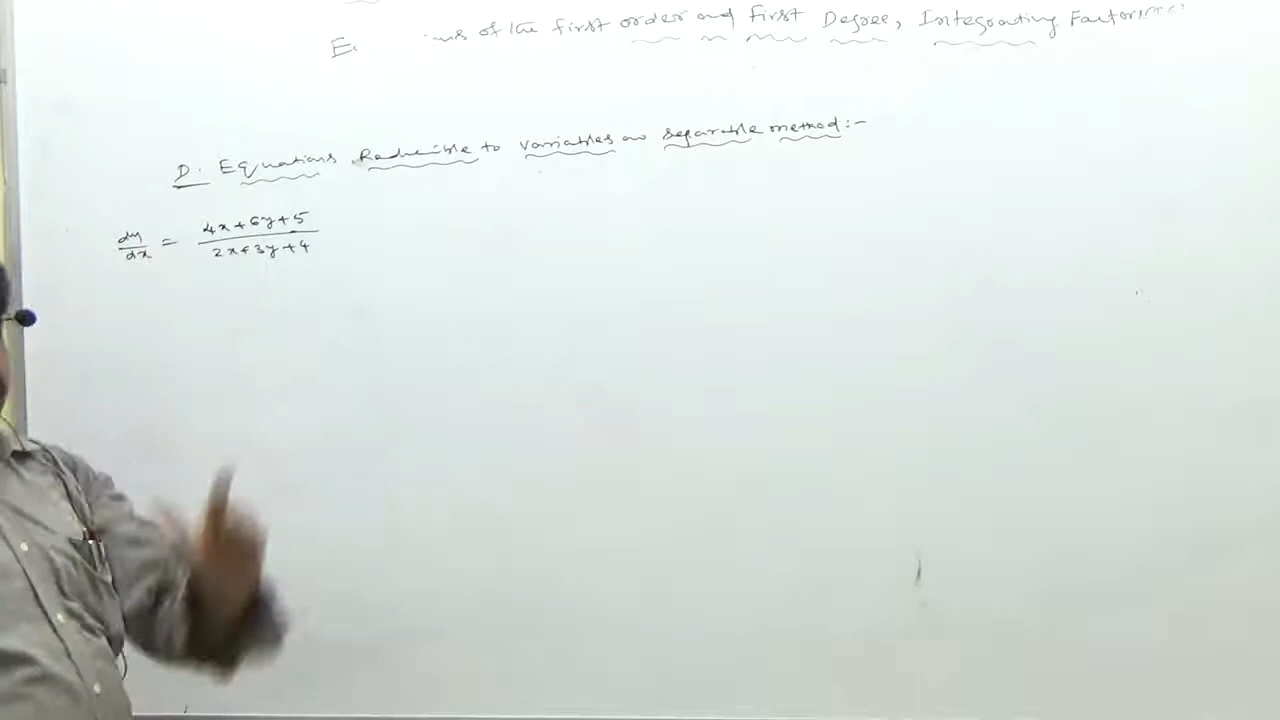 of the first order and First Degree, Integrating Factors
D. Equations Reducible to variables as separable method:-
dy/dx = (4x+6y+5)/(2x+3y+4)